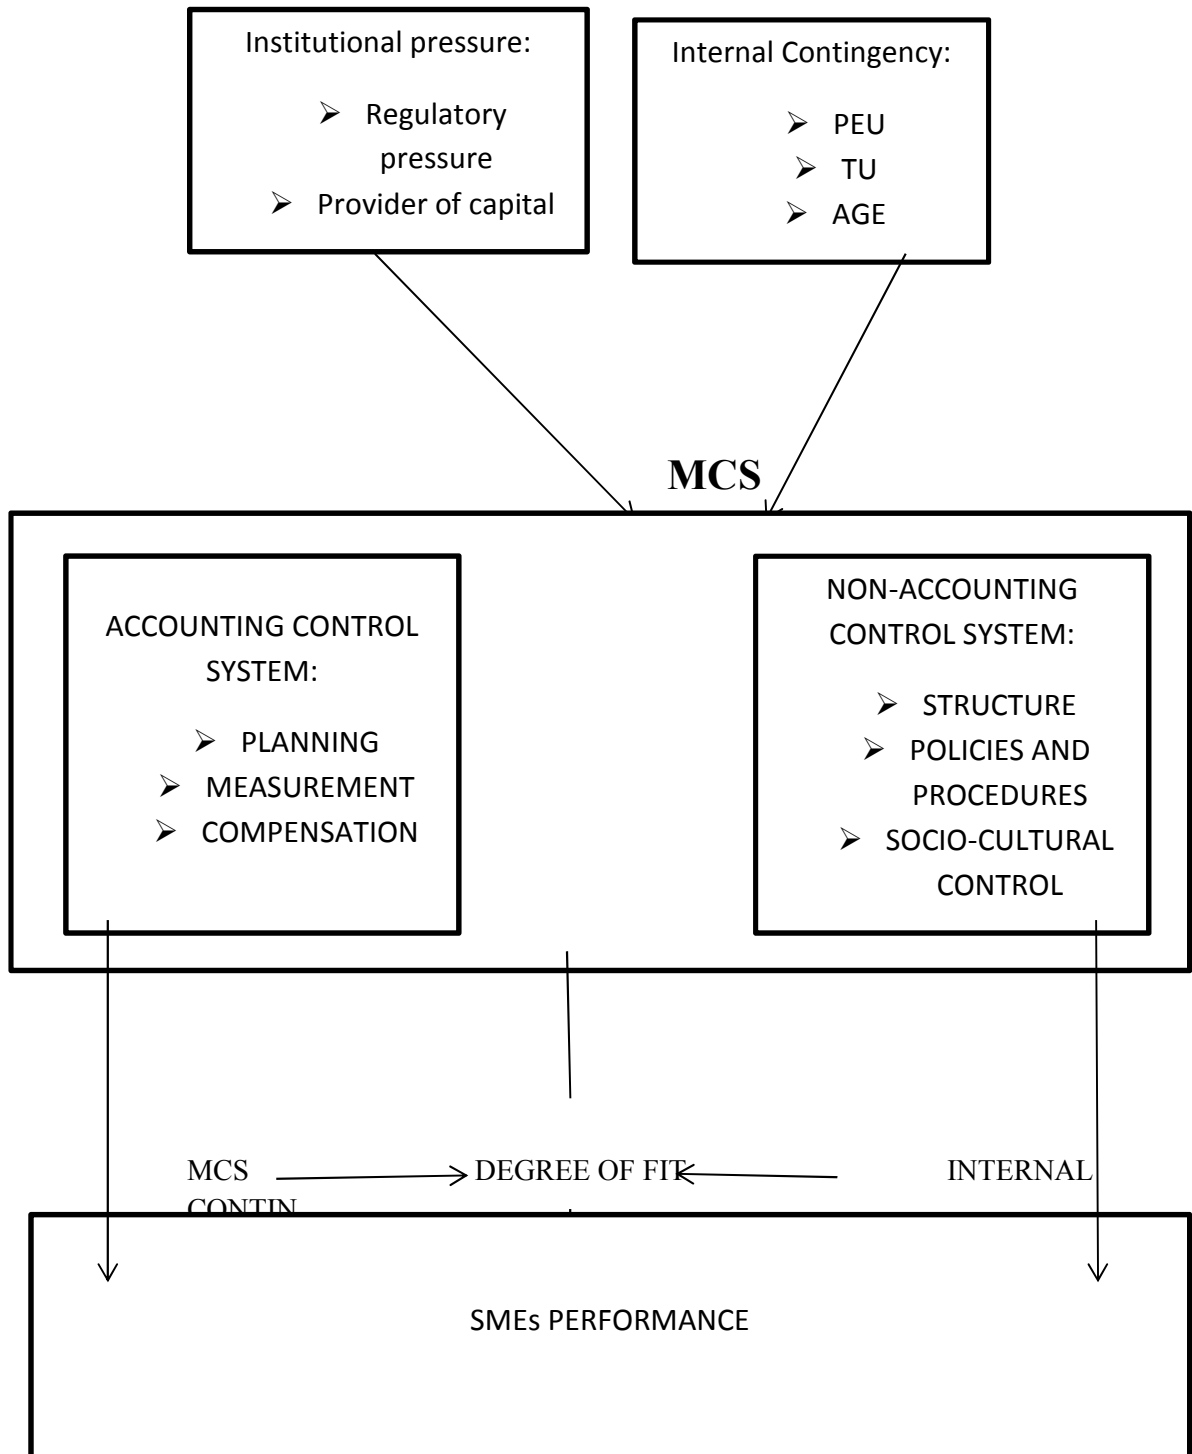 Institutional pressure:
➢ Regulatory
pressure
➢ Provider of capital
Internal Contingency:
➢ PEU
➢ TU
➢ AGE
MCS
ACCOUNTING CONTROL
SYSTEM:
➢ PLANNING
➢ MEASUREMENT
➢ COMPENSATION
NON-ACCOUNTING
CONTROL SYSTEM:
➢ STRUCTURE
➢ POLICIES AND
PROCEDURES
➢ SOCIO-CULTURAL
CONTROL
MCS DEGREE OF FIT INTERNAL
CONTIN
SMEs PERFORMANCE